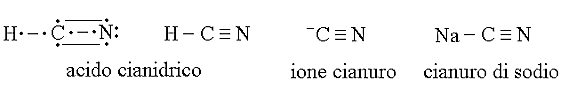 H·–·C·–·N: H–C≡N ⁻C≡N Na–C≡N
acido cianidrico ione cianuro cianuro di sodio